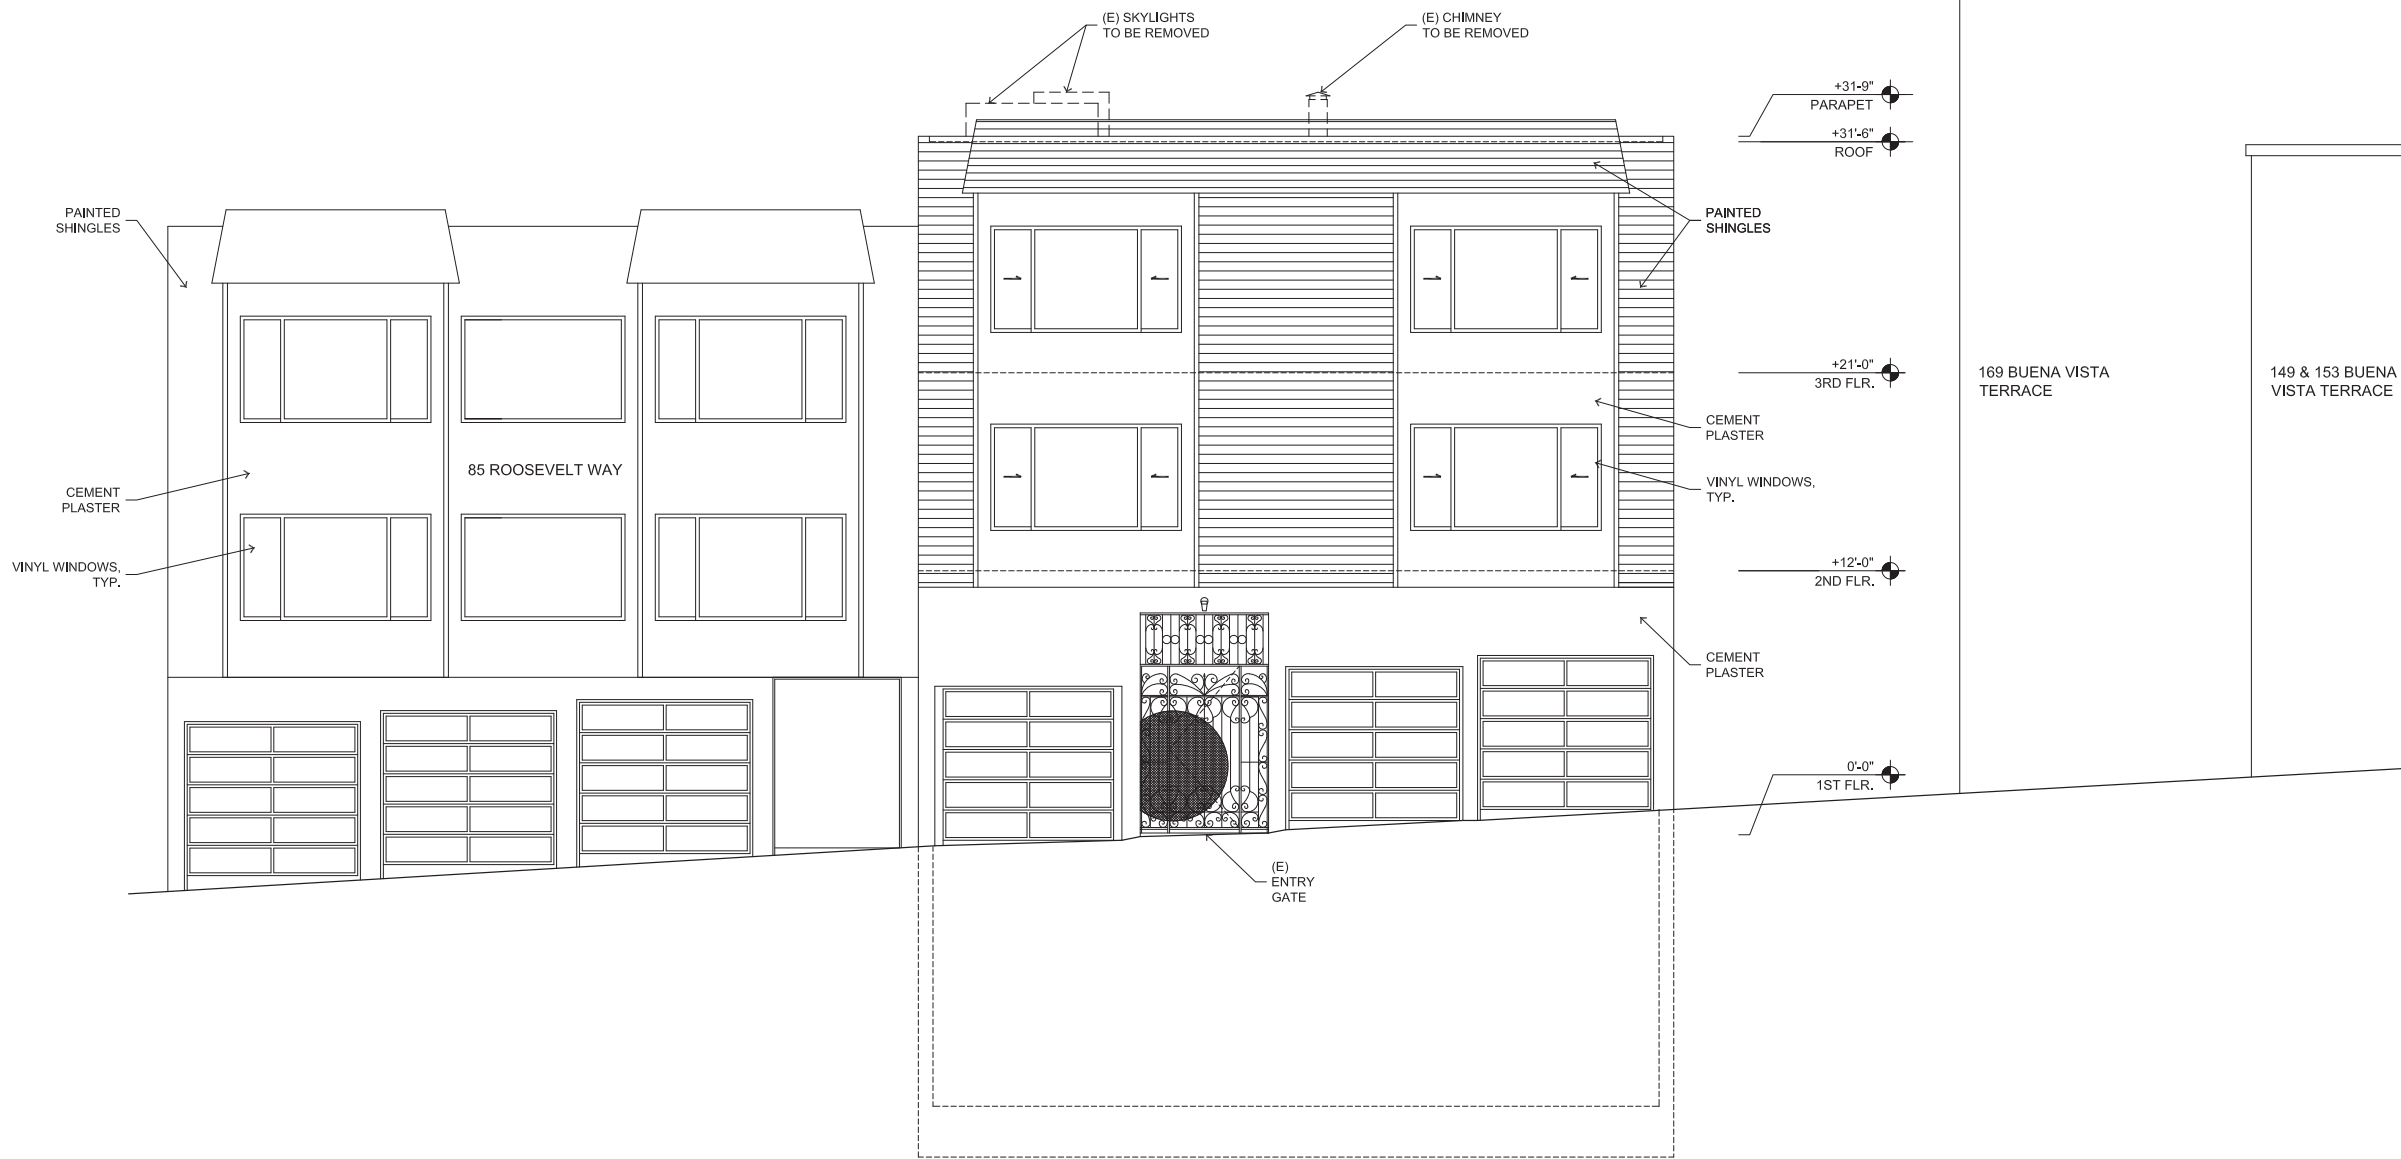 (E) SKYLIGHTS
TO BE REMOVED
(E) CHIMNEY
TO BE REMOVED
+31-9"
PARAPET
+31'-6"
ROOF
PAINTED
SHINGLES
PAINTED
SHINGLES
+21'-0"
3RD FLR.
169 BUENA VISTA
TERRACE
149 & 153 BUENA
VISTA TERRACE
CEMENT
PLASTER
85 ROOSEVELT WAY
CEMENT
PLASTER
VINYL WINDOWS,
TYP.
VINYL WINDOWS,
TYP.
+12'-0"
2ND FLR.
CEMENT
PLASTER
0'-0"
1ST FLR.
(E)
ENTRY
GATE